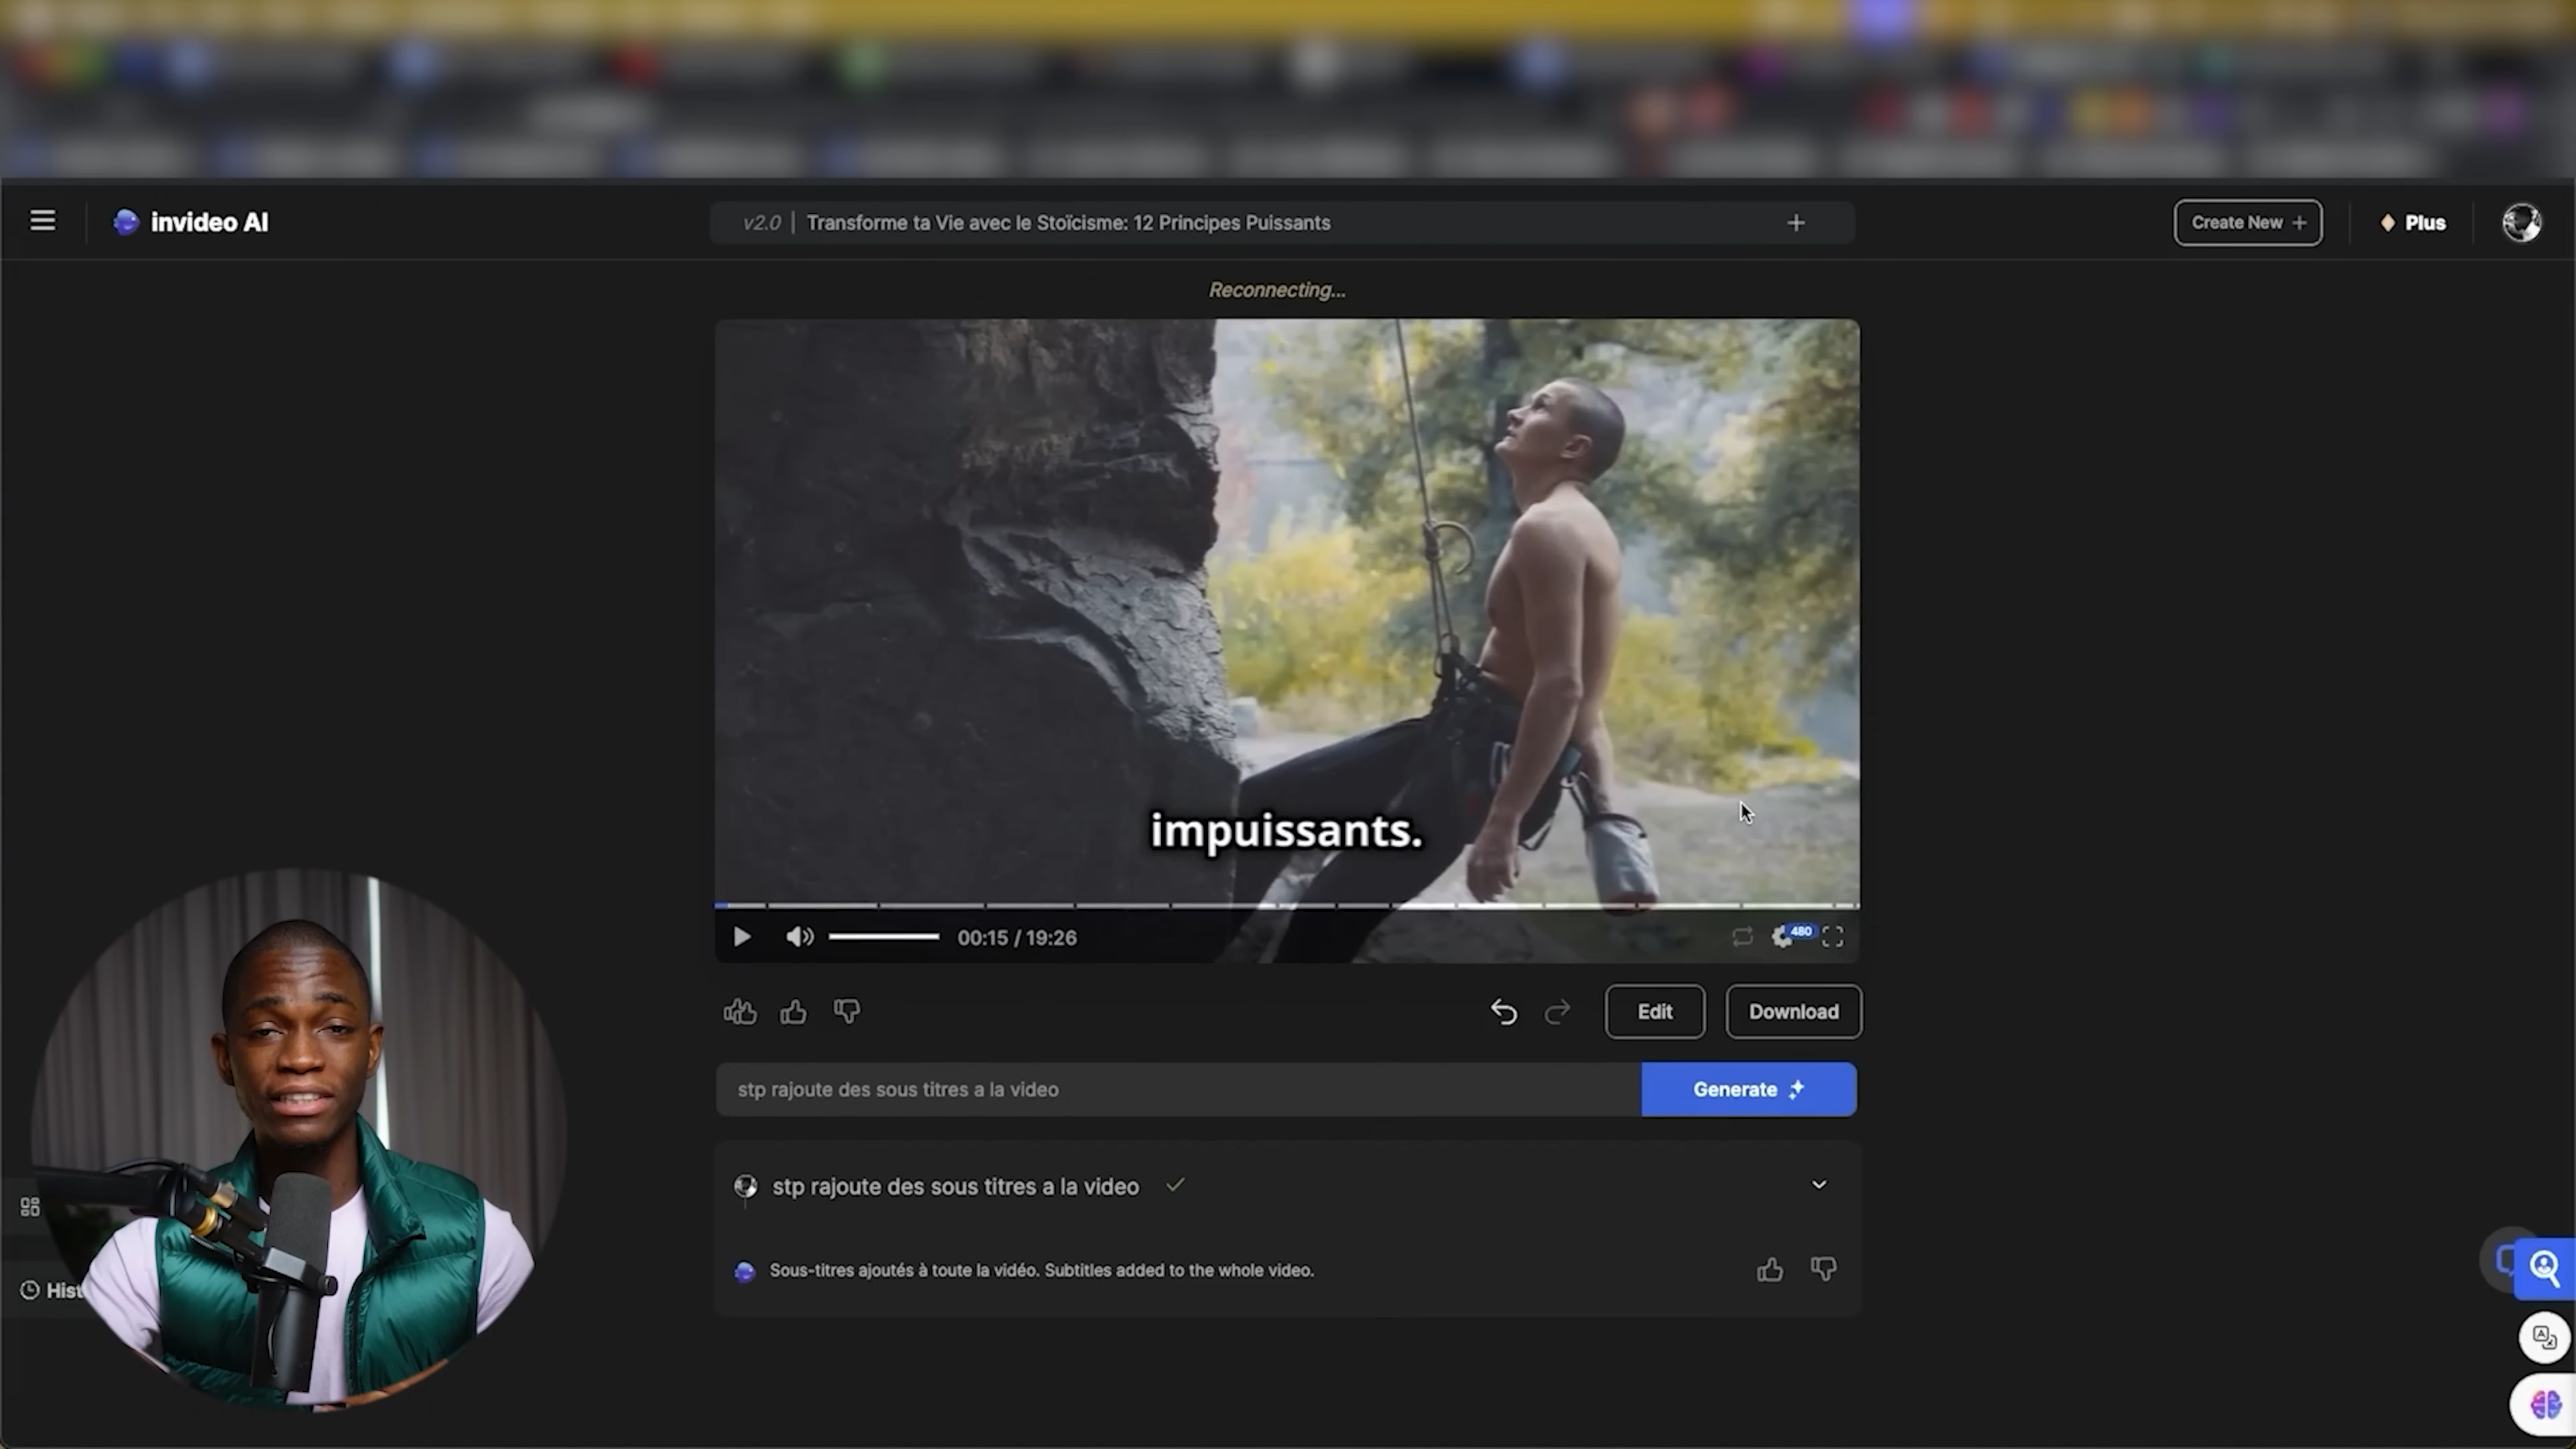 invideo AI
v2.0 | Transforme ta Vie avec le Stoïcisme: 12 Principes Puissants +
Create New +
Plus
Reconnecting...
impuissants.
00:15 / 19:26
480
Edit
Download
stp rajoute des sous titres a la video
Generate
stp rajoute des sous titres a la video
Sous-titres ajoutés à toute la vidéo. Subtitles added to the whole video.
Hist